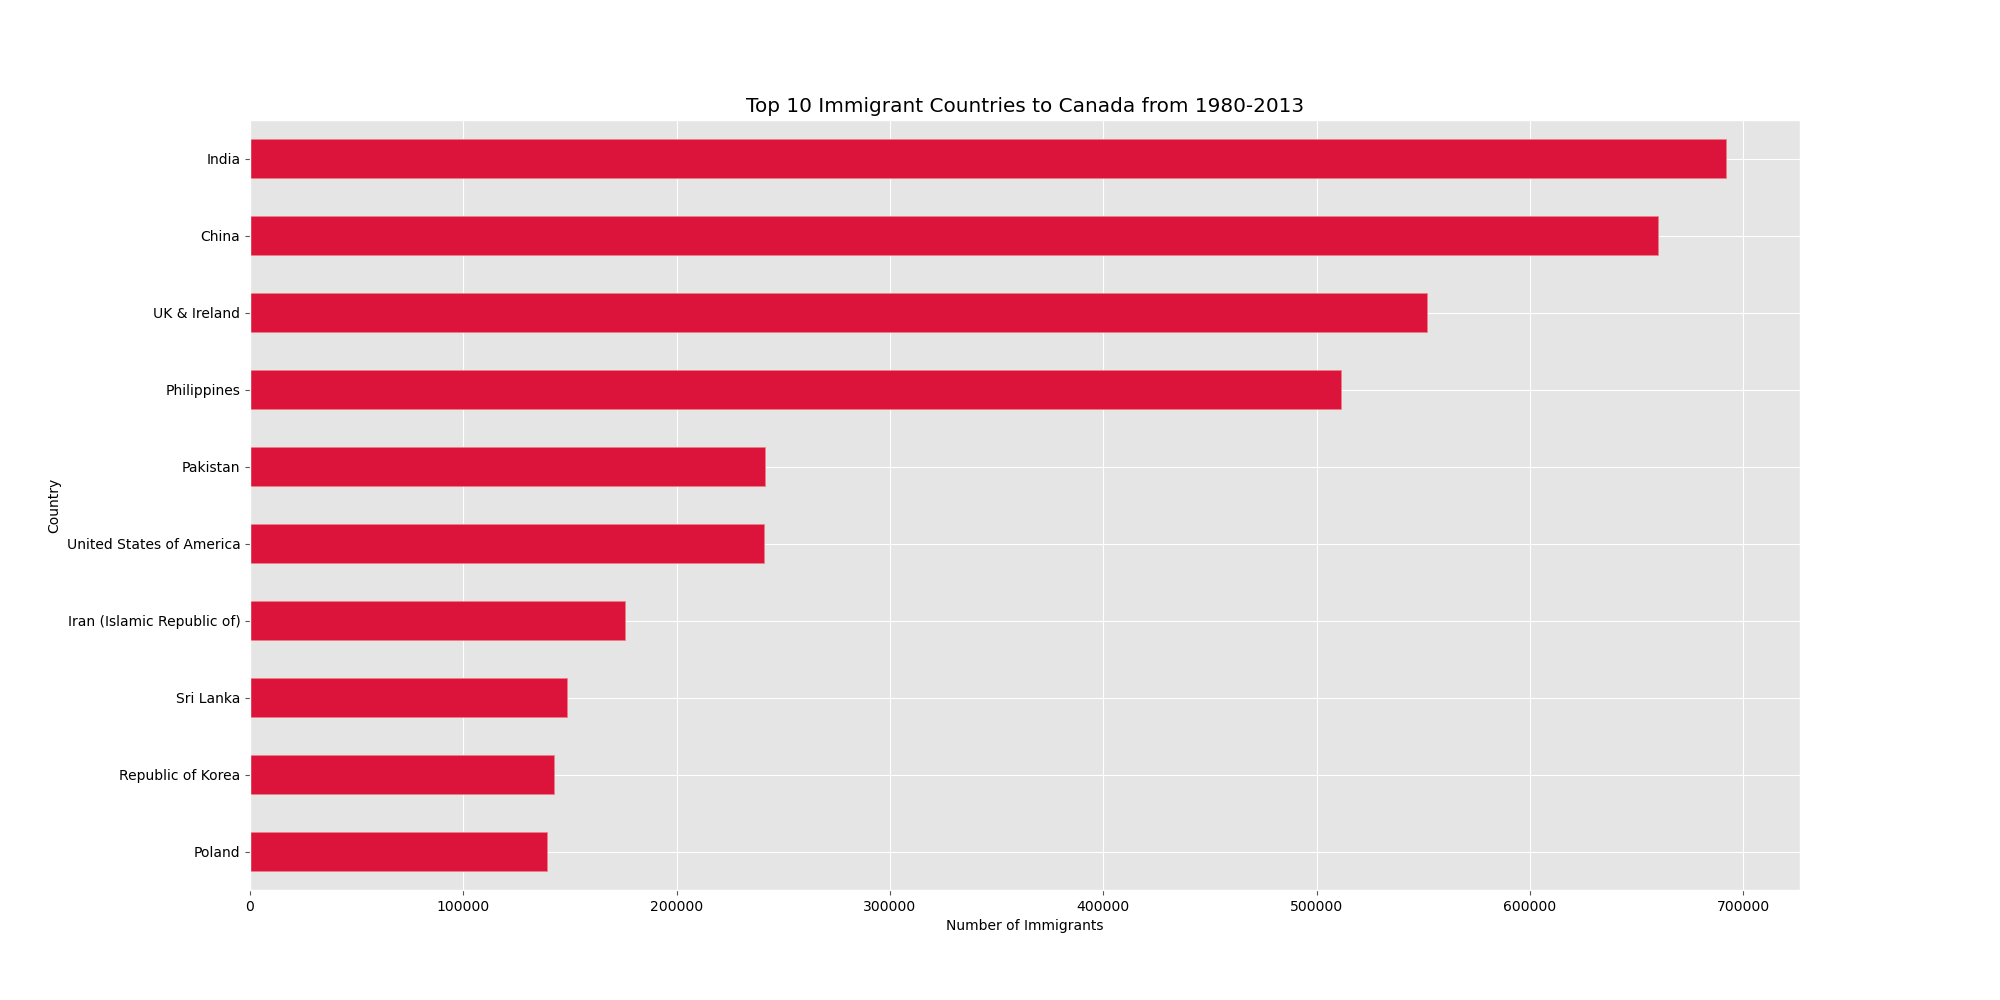 Top 10 Immigrant Countries to Canada from 1980-2013
India
China
UK & Ireland
Philippines
Pakistan
Country
United States of America
Iran (Islamic Republic of)
Sri Lanka
Republic of Korea
Poland
0 100000 200000 300000 400000 500000 600000 700000
Number of Immigrants